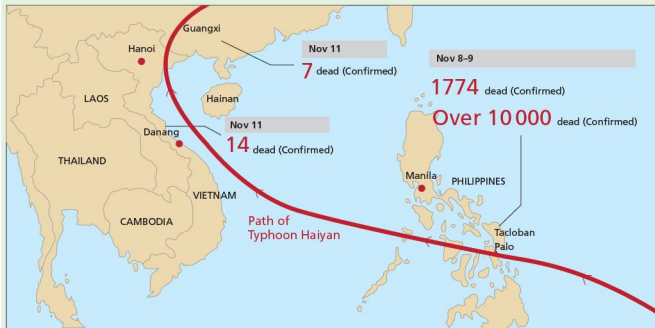 Guangxi
Hanoi
Nov 11
7 dead (Confirmed)
Nov 8–9
1774 dead (Confirmed)
Over 10 000 dead (Confirmed)
LAOS
Hainan
Nov 11
14 dead (Confirmed)
Danang
THAILAND
Manila
PHILIPPINES
VIETNAM
CAMBODIA
Path of
Typhoon Haiyan
Tacloban
Palo